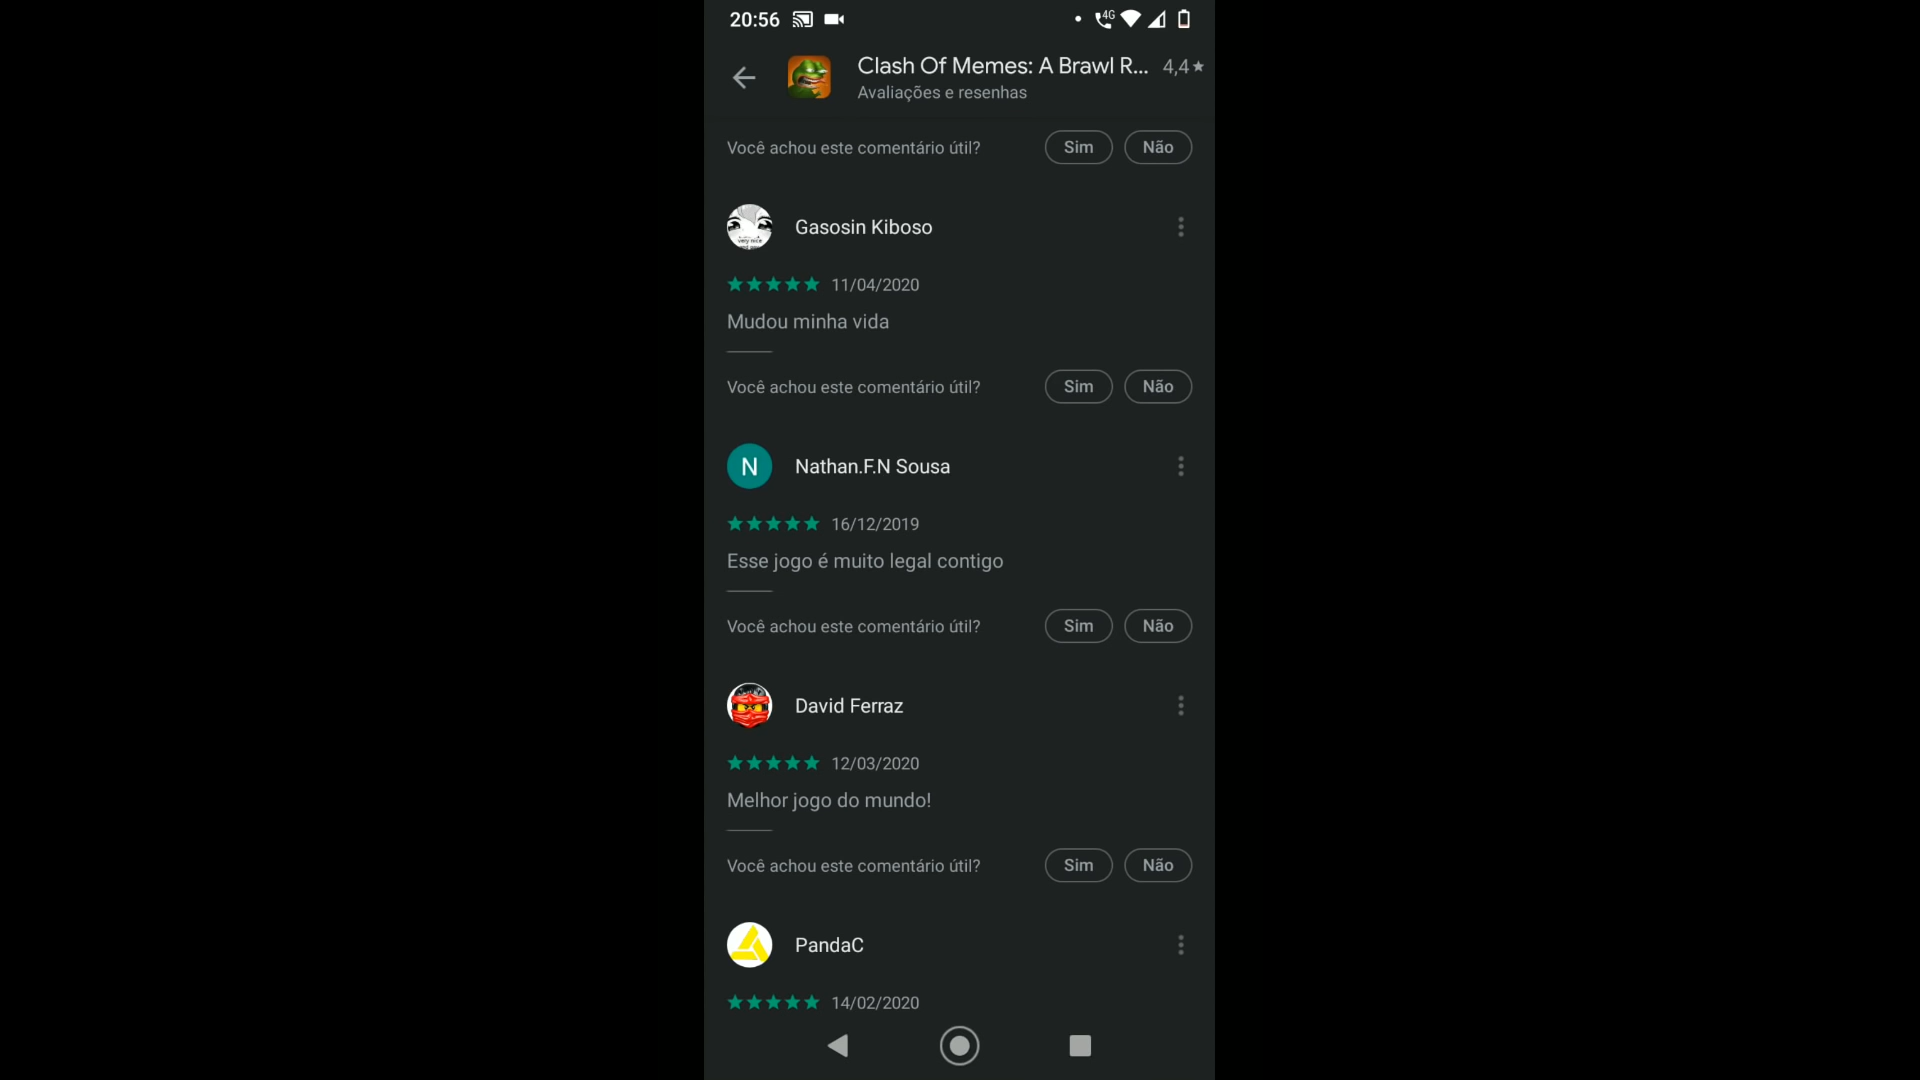 20:56
4G
Clash Of Memes: A Brawl R... 4,4★
Avaliações e resenhas
Você achou este comentário útil? Sim Não
Gasosin Kiboso
11/04/2020
Mudou minha vida
Você achou este comentário útil? Sim Não
N Nathan.F.N Sousa
16/12/2019
Esse jogo é muito legal contigo
Você achou este comentário útil? Sim Não
David Ferraz
12/03/2020
Melhor jogo do mundo!
Você achou este comentário útil? Sim Não
PandaC
14/02/2020